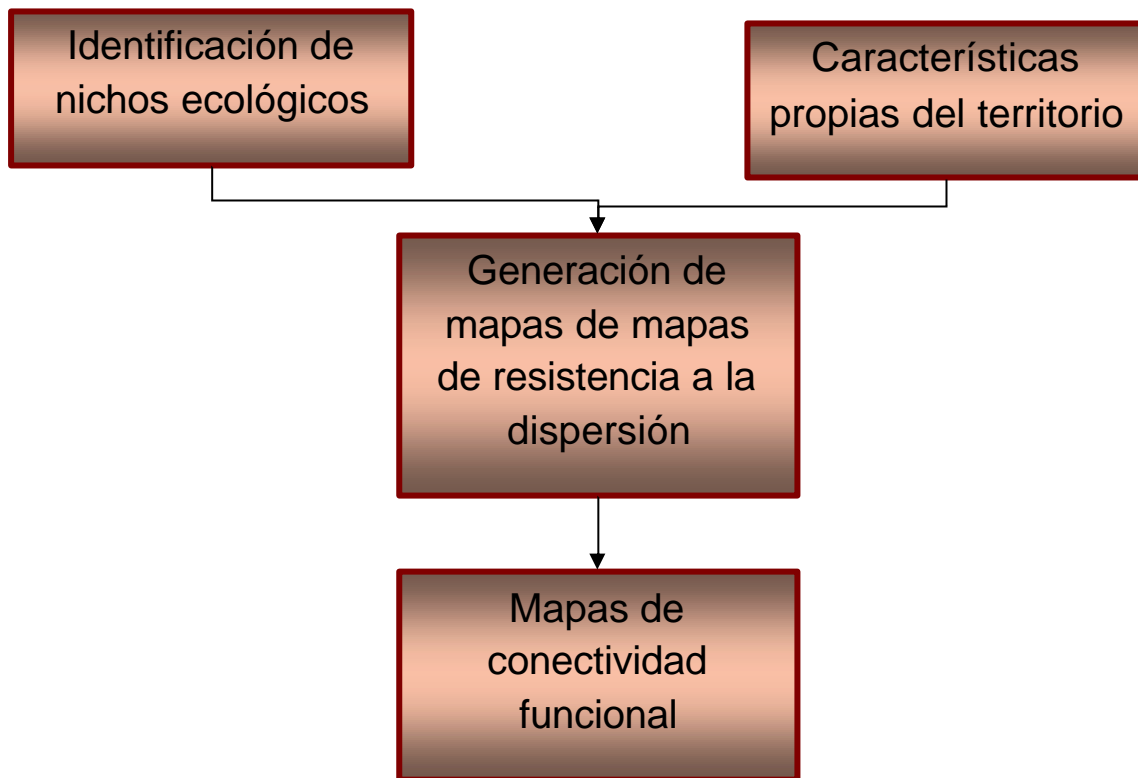 Identificación de
nichos ecológicos
Características
propias del territorio
Generación de
mapas de mapas
de resistencia a la
dispersión
Mapas de
conectividad
funcional